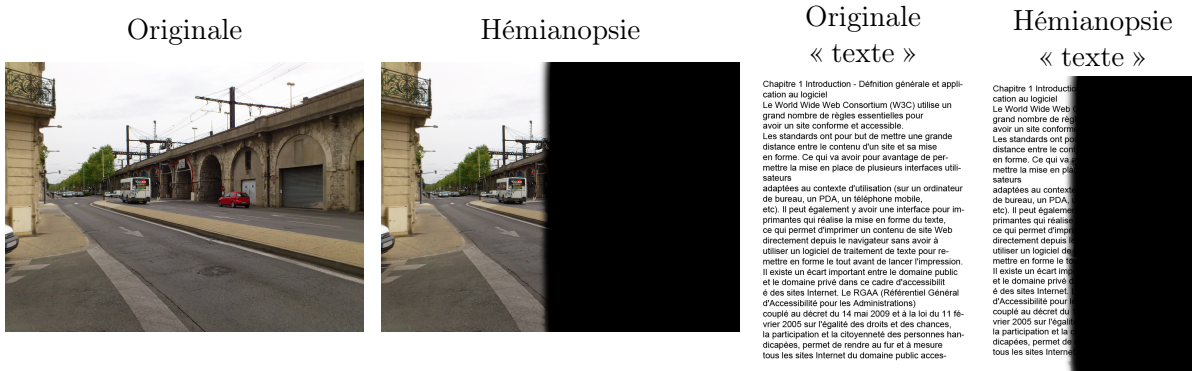 Originale
Hémianopsie
Originale
« texte »
Hémianopsie
« texte »
Chapitre 1 Introduction - Défnition générale et appli-
cation au logiciel
Le World Wide Web Consortium (W3C) utilise un
grand nombre de règles essentielles pour
avoir un site conforme et accessible.
Les standards ont pour but de mettre une grande
distance entre le contenu d'un site et sa mise
en forme. Ce qui va avoir pour avantage de per-
mettre la mise en place de plusieurs interfaces utili-
sateurs
adaptées au contexte d'utilisation (sur un ordinateur
de bureau, un PDA, un téléphone mobile,
etc). Il peut également y avoir une interface pour im-
primantes qui réalise la mise en forme du texte,
ce qui permet d'imprimer un contenu de site Web
directement depuis le navigateur sans avoir à
utiliser un logiciel de traitement de texte pour re-
mettre en forme le tout avant de lancer l'impression.
Il existe un écart important entre le domaine public
et le domaine privé dans ce cadre d'accessibilit
é des sites Internet. Le RGAA (Référentiel Général
d'Accessibilité pour les Administrations)
couplé au décret du 14 mai 2009 et à la loi du 11 fé-
vrier 2005 sur l'égalité des droits et des chances,
la participation et la citoyenneté des personnes han-
dicapées, permet de rendre au fur et à mesure
tous les sites Internet du domaine public acces-
Chapitre 1 Introductio
cation au logiciel
Le World Wide Web
grand nombre de règ
avoir un site conform
Les standards ont po
distance entre le con
en forme. Ce qui va
mettre la mise en pla
sateurs
adaptées au contexte
de bureau, un PDA,
etc). Il peut égaleme
primantes qui réalise
ce qui permet d'impr
directement depuis le
utiliser un logiciel de
mettre en forme le to
Il existe un écart imp
et le domaine privé d
é des sites Internet.
d'Accessibilité pour l
couplé au décret du
vrier 2005 sur l'égalit
la participation et la c
dicapées, permet de
tous les sites Interne